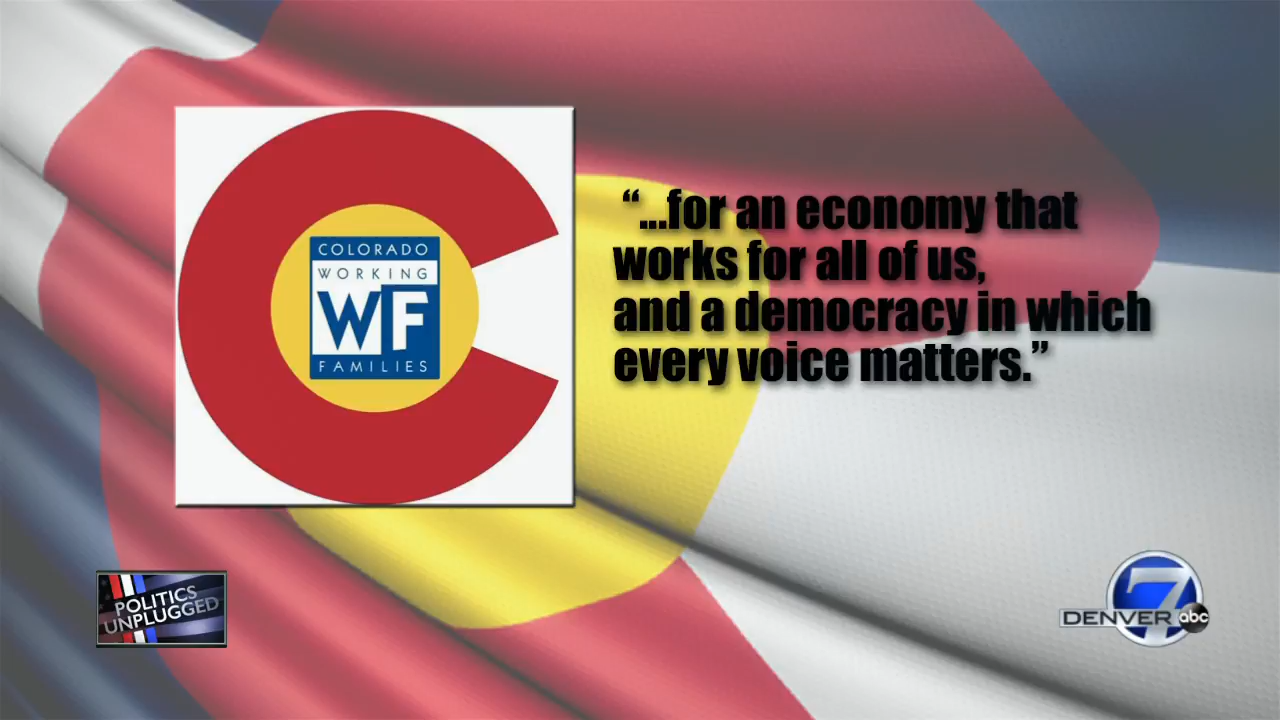 COLORADO
WORKING
WF
FAMILIES
“...for an economy that
works for all of us,
and a democracy in which
every voice matters.”
POLITICS
UNPLUGGED
DENVER 7 abc